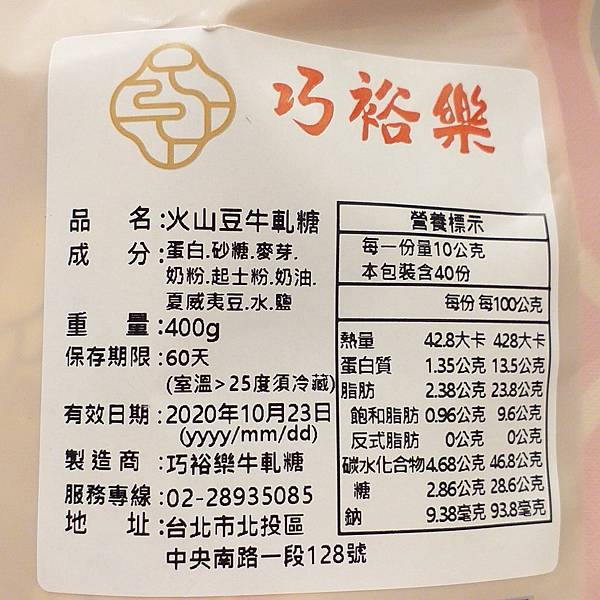 巧裕樂
品 名:火山豆牛軋糖
成 分:蛋白.砂糖.麥芽.
奶粉.起士粉.奶油.
夏威夷豆.水.鹽
重 量:400g
保存期限:60天
(室溫>25度須冷藏)
有效日期:2020年10月23日
(yyyy/mm/dd)
製造商:巧裕樂牛軋糖
服務專線:02-28935085
地 址:台北市北投區
中央南路一段128號
營養標示
每一份量10公克
本包裝含40份
每份 每100公克
熱量 42.8大卡 428大卡
蛋白質 1.35公克 13.5公克
脂肪 2.38公克 23.8公克
飽和脂肪 0.96公克 9.6公克
反式脂肪 0公克 0公克
碳水化合物 4.68公克 46.8公克
糖 2.86公克 28.6公克
鈉 9.38毫克 93.8毫克